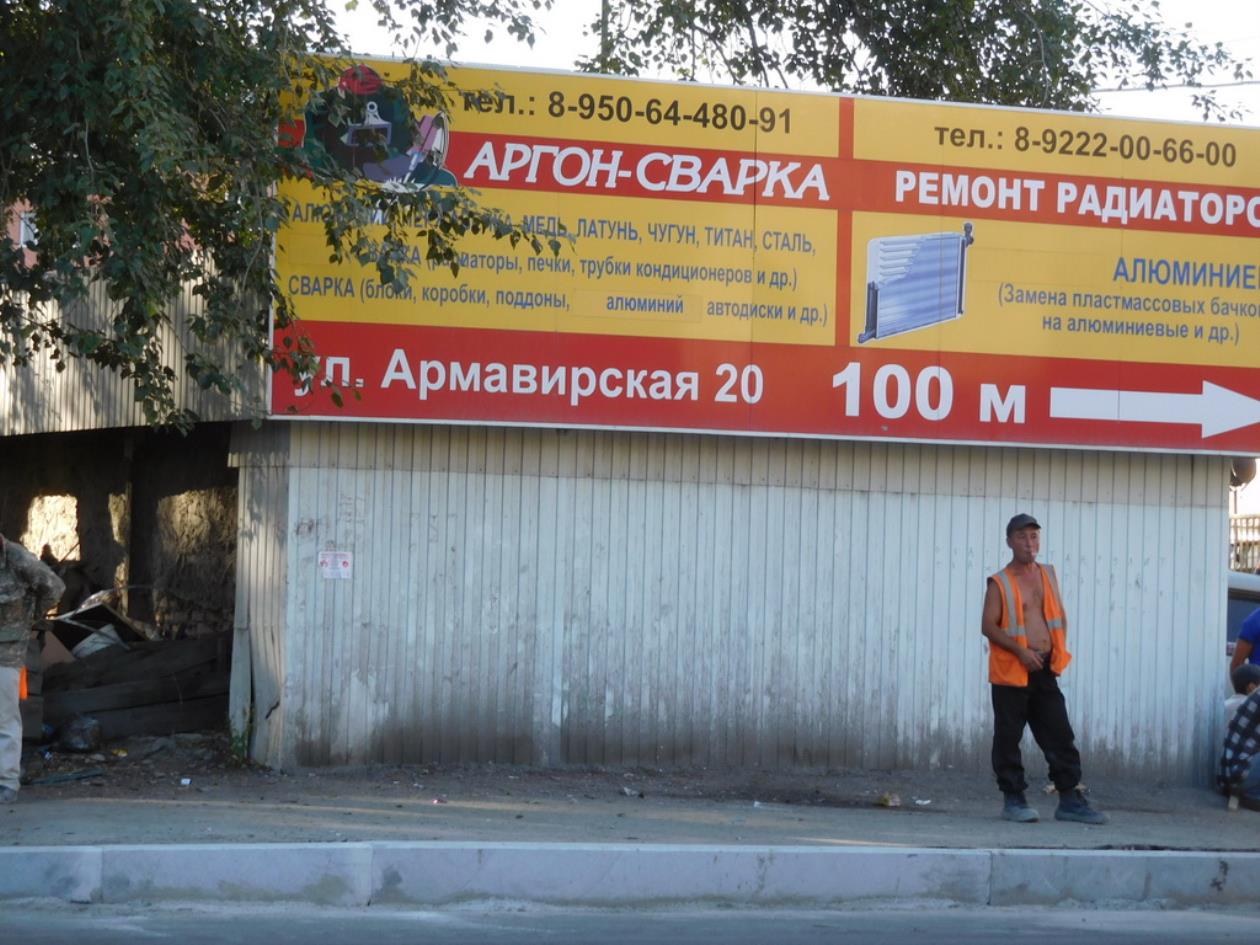 тел.: 8-950-64-480-91
АРГОН-СВАРКА
МЕДЬ, ЛАТУНЬ, ЧУГУН, ТИТАН, СТАЛЬ,
(радиаторы, печки, трубки кондиционеров и др.)
СВАРКА (блоки, коробки, поддоны, алюминий автодиски и др.)
тел.: 8-9222-00-66-00
РЕМОНТ РАДИАТОРО
АЛЮМИНИЕ
(Замена пластмассовых бачко
на алюминиевые и др.)
ул. Армавирская 20 100 м